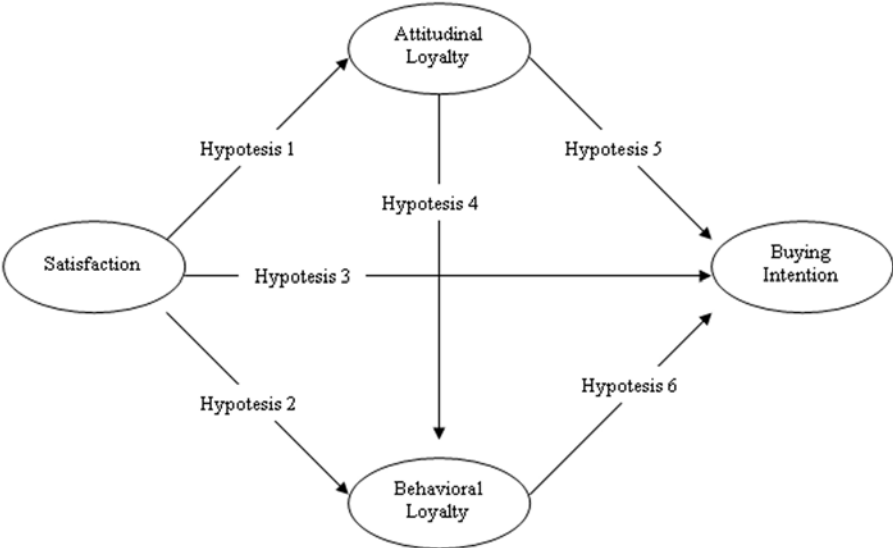 Attitudinal
Loyalty
Hypotesis 1
Hypotesis 5
Hypotesis 4
Satisfaction
Buying
Intention
Hypotesis 3
Hypotesis 6
Hypotesis 2
Behavioral
Loyalty